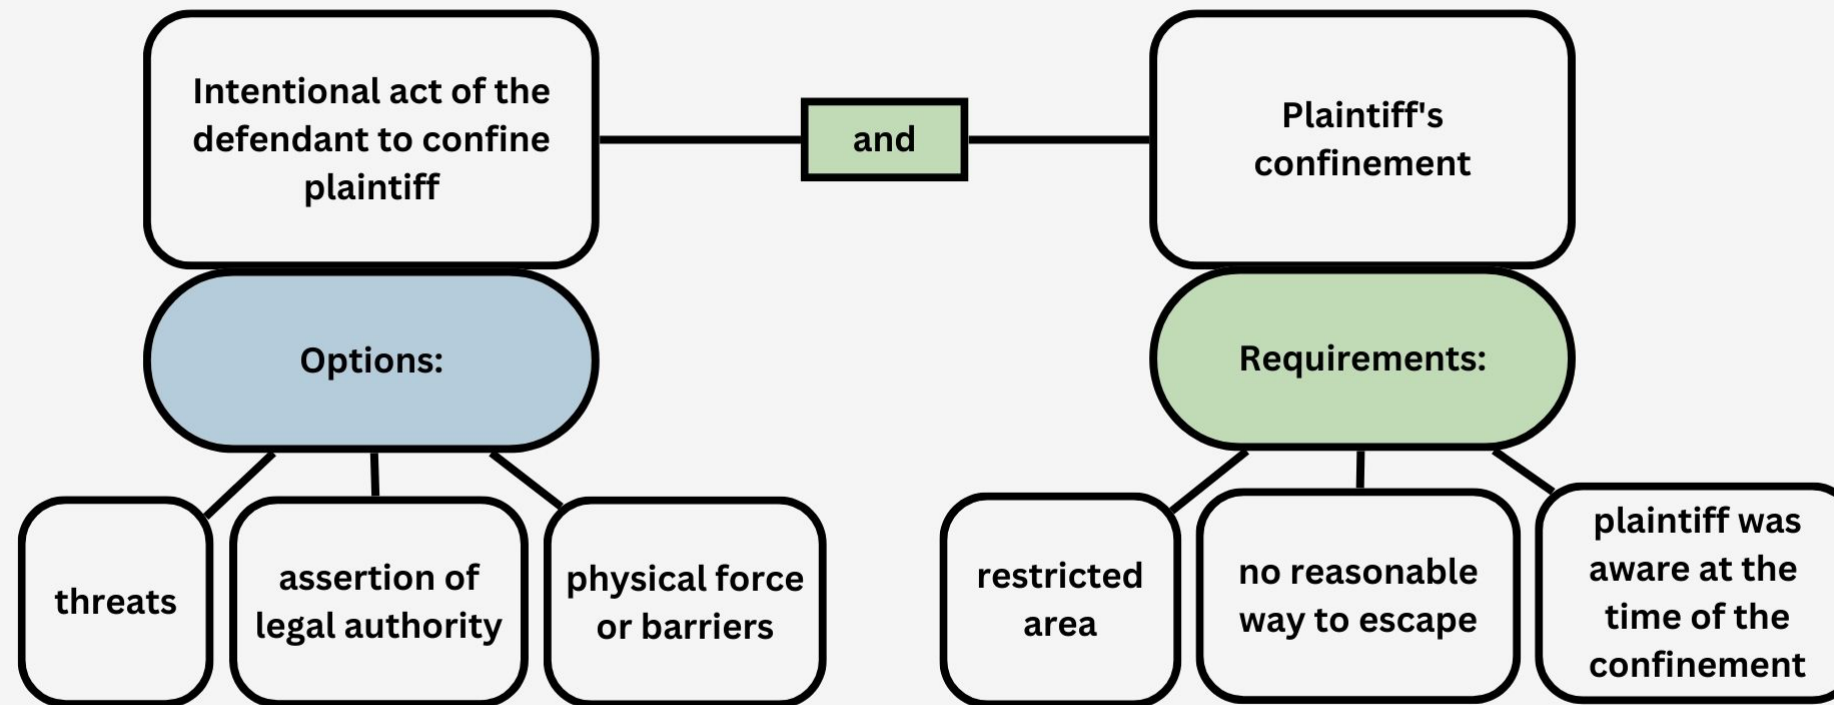 Intentional act of the
defendant to confine
plaintiff
and
Plaintiff's
confinement
Options:
Requirements:
threats
assertion of
legal authority
physical force
or barriers
restricted
area
no reasonable
way to escape
plaintiff was
aware at the
time of the
confinement